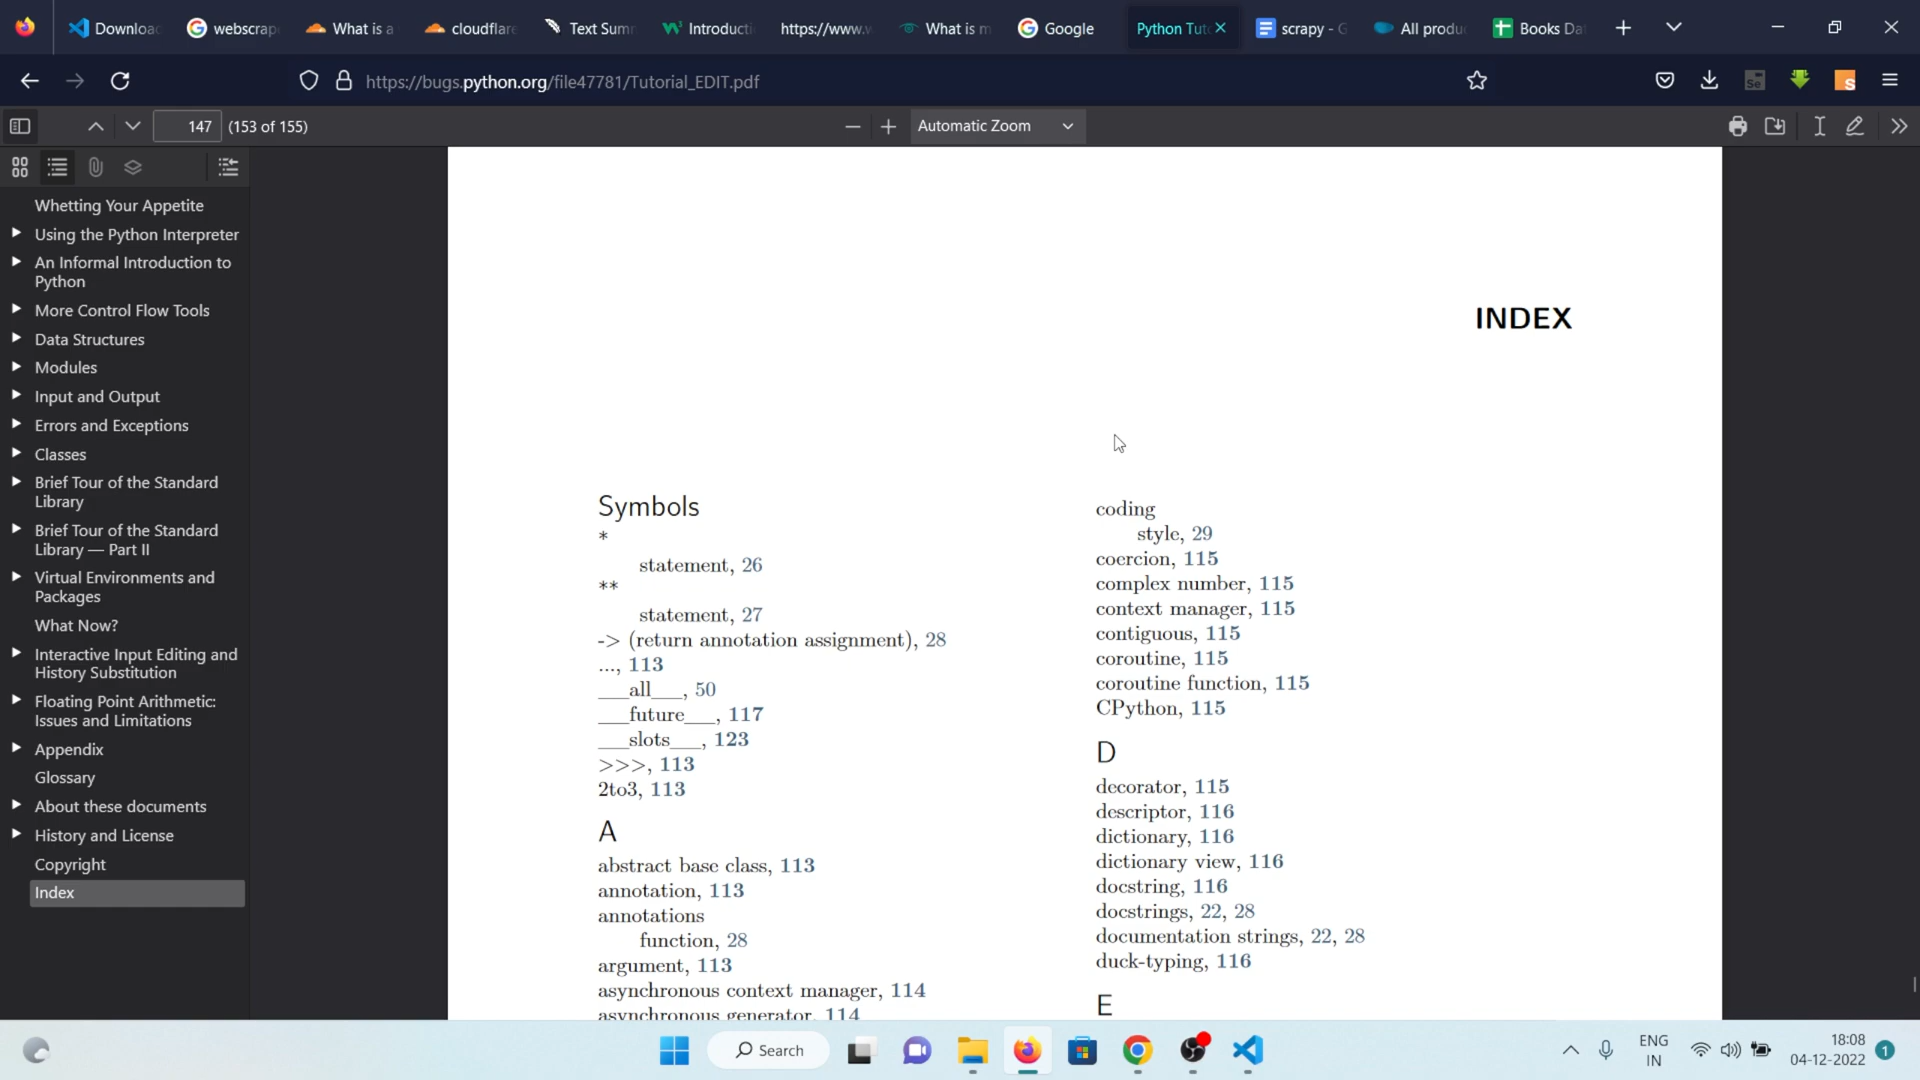 Download
webscrap
What is a
cloudflare
Text Summ
Introducti
https://www.w
What is m
Google
Python Tuto
scrapy - G
All produ
Books Da
https://bugs.python.org/file47781/Tutorial_EDIT.pdf
147 (153 of 155)
Automatic Zoom
Whetting Your Appetite
Using the Python Interpreter
An Informal Introduction to
Python
More Control Flow Tools
Data Structures
Modules
Input and Output
Errors and Exceptions
Classes
Brief Tour of the Standard
Library
Brief Tour of the Standard
Library — Part II
Virtual Environments and
Packages
What Now?
Interactive Input Editing and
History Substitution
Floating Point Arithmetic:
Issues and Limitations
Appendix
Glossary
About these documents
History and License
Copyright
Index
INDEX
Symbols
*
statement, 26
**
statement, 27
-> (return annotation assignment), 28
..., 113
__all__, 50
__future__, 117
__slots__, 123
>>>, 113
2to3, 113
A
abstract base class, 113
annotation, 113
annotations
function, 28
argument, 113
asynchronous context manager, 114
asynchronous generator, 114
coding
style, 29
coercion, 115
complex number, 115
context manager, 115
contiguous, 115
coroutine, 115
coroutine function, 115
CPython, 115
D
decorator, 115
descriptor, 116
dictionary, 116
dictionary view, 116
docstring, 116
docstrings, 22, 28
documentation strings, 22, 28
duck-typing, 116
E
Search
ENG
IN
18:08
04-12-2022
1